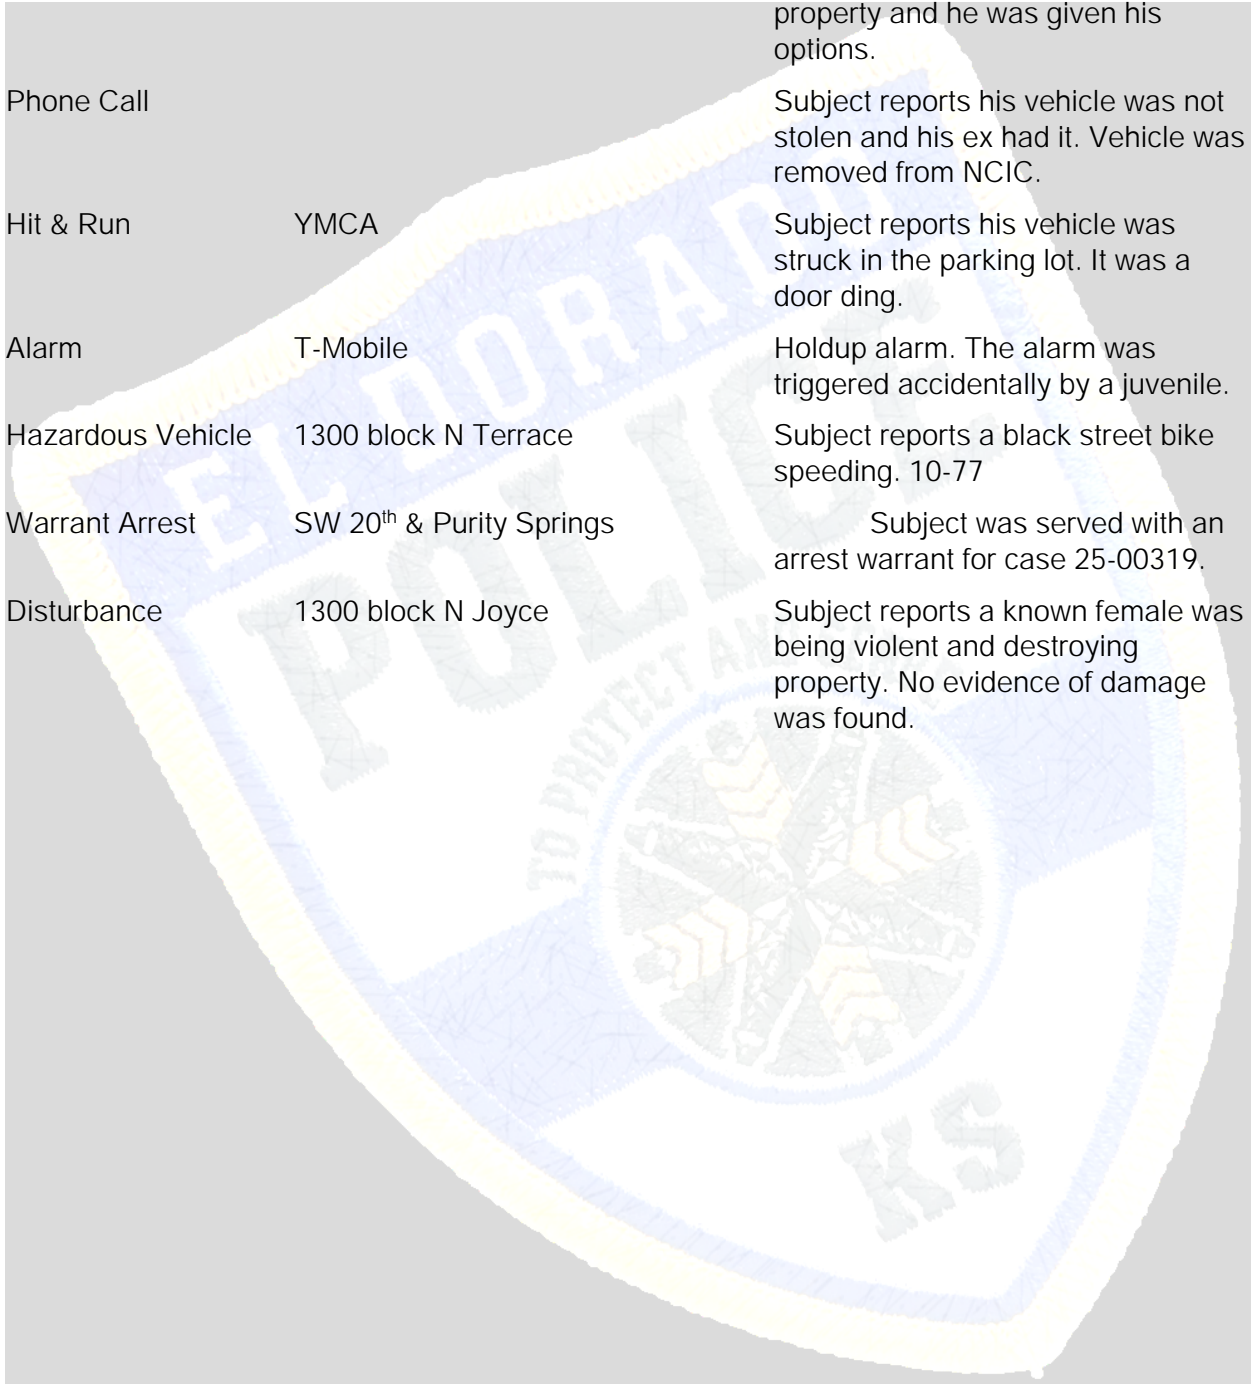 property and he was given his
options.
Phone Call Subject reports his vehicle was not
stolen and his ex had it. Vehicle was
removed from NCIC.
Hit & Run YMCA Subject reports his vehicle was
struck in the parking lot. It was a
door ding.
Alarm T-Mobile Holdup alarm. The alarm was
triggered accidentally by a juvenile.
Hazardous Vehicle 1300 block N Terrace Subject reports a black street bike
speeding. 10-77
Warrant Arrest SW 20th & Purity Springs Subject was served with an
arrest warrant for case 25-00319.
Disturbance 1300 block N Joyce Subject reports a known female was
being violent and destroying
property. No evidence of damage
was found.
EL DORADO
POLICE
TO PROTECT AND
KS